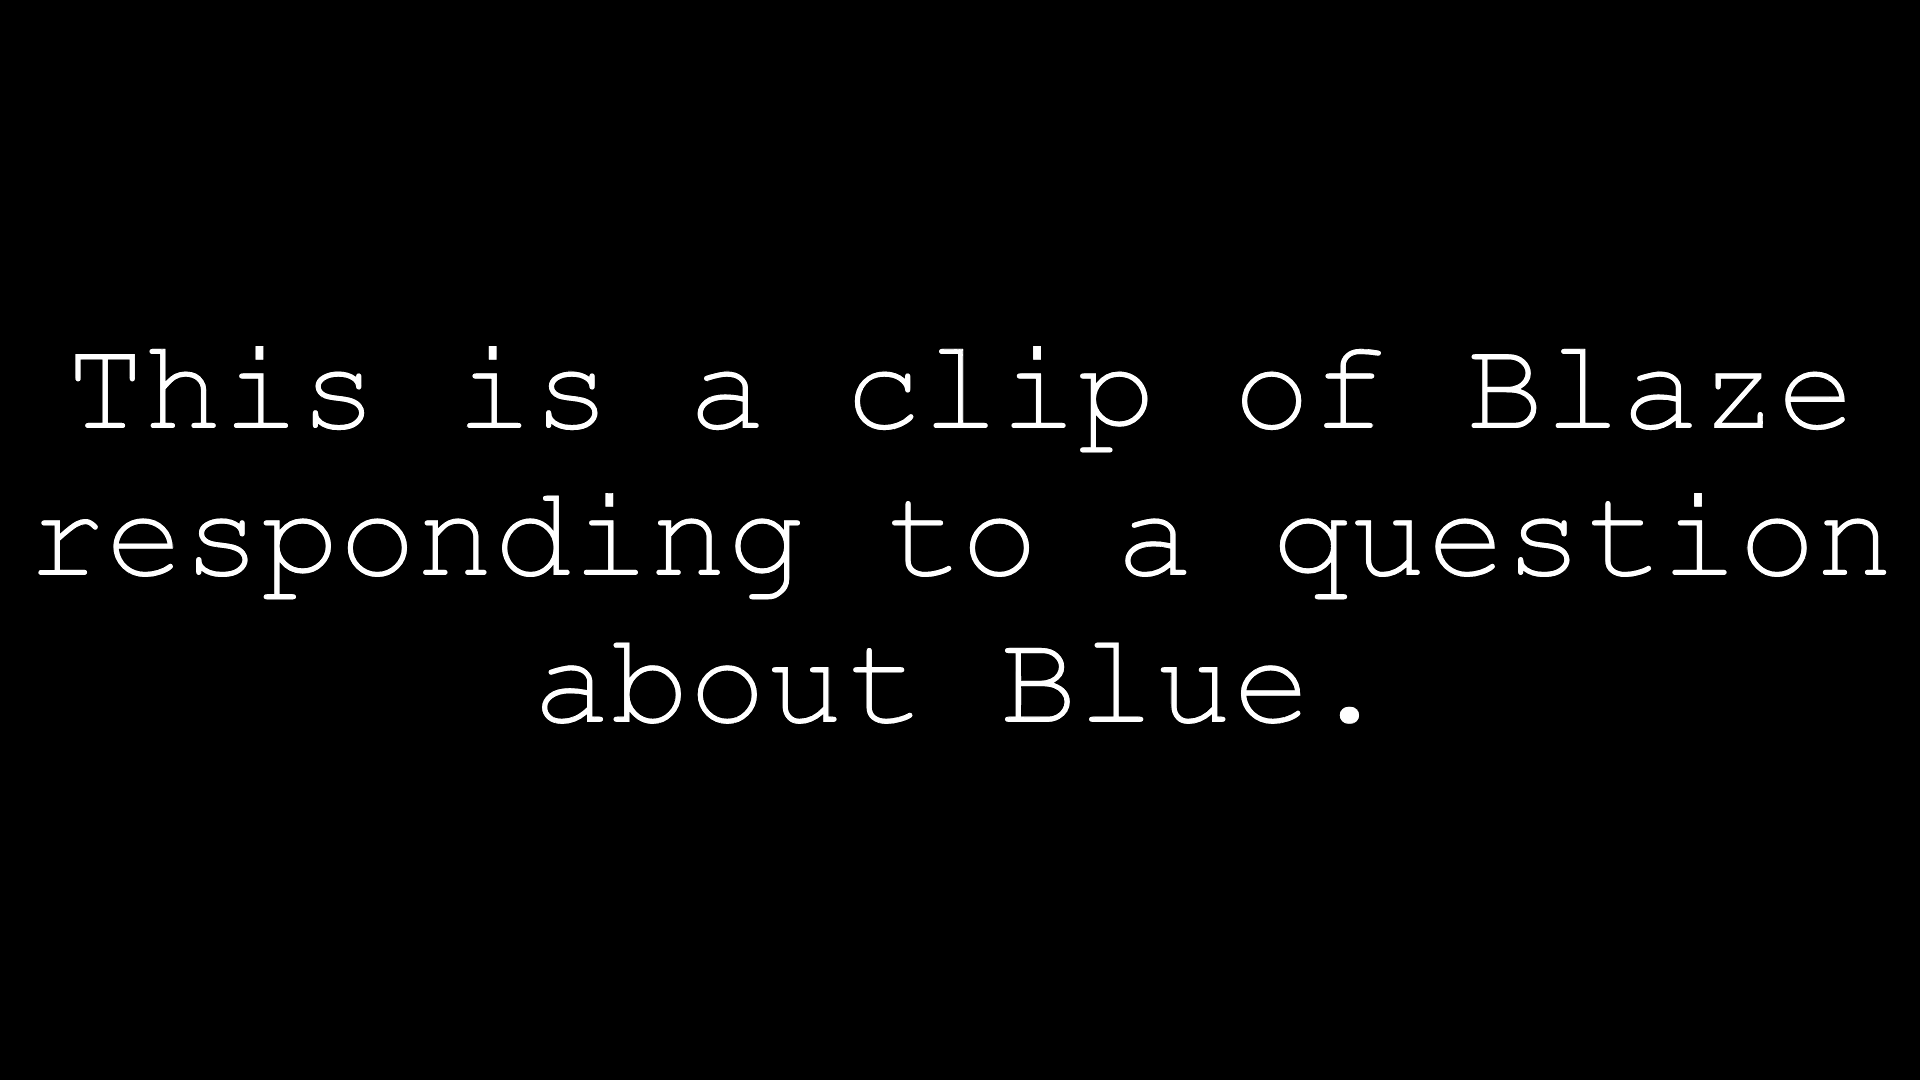 This is a clip of Blaze
responding to a question
about Blue.